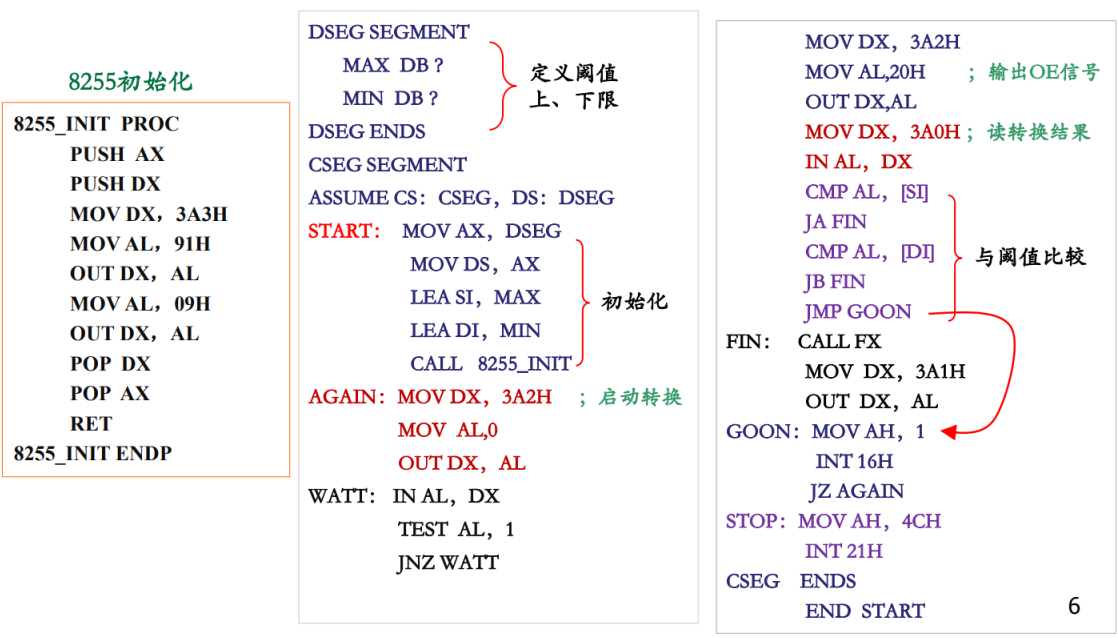 8255初始化
8255_INIT PROC
PUSH AX
PUSH DX
MOV DX，3A3H
MOV AL，91H
OUT DX，AL
MOV AL，09H
OUT DX，AL
POP DX
POP AX
RET
8255_INIT ENDP
DSEG SEGMENT
MAX DB ?
MIN DB ?
DSEG ENDS
定义阈值
上、下限
CSEG SEGMENT
ASSUME CS：CSEG，DS：DSEG
START： MOV AX，DSEG
MOV DS，AX
LEA SI，MAX
LEA DI，MIN
CALL 8255_INIT
初始化
AGAIN：MOV DX，3A2H ；启动转换
MOV AL,0
OUT DX，AL
WATT： IN AL，DX
TEST AL，1
JNZ WATT
MOV DX，3A2H
MOV AL,20H ；输出OE信号
OUT DX,AL
MOV DX，3A0H；读转换结果
IN AL，DX
CMP AL，[SI]
JA FIN
CMP AL，[DI]
JB FIN
JMP GOON
与阈值比较
FIN： CALL FX
MOV DX，3A1H
OUT DX，AL
GOON：MOV AH，1
INT 16H
JZ AGAIN
STOP：MOV AH，4CH
INT 21H
CSEG ENDS
END START
6